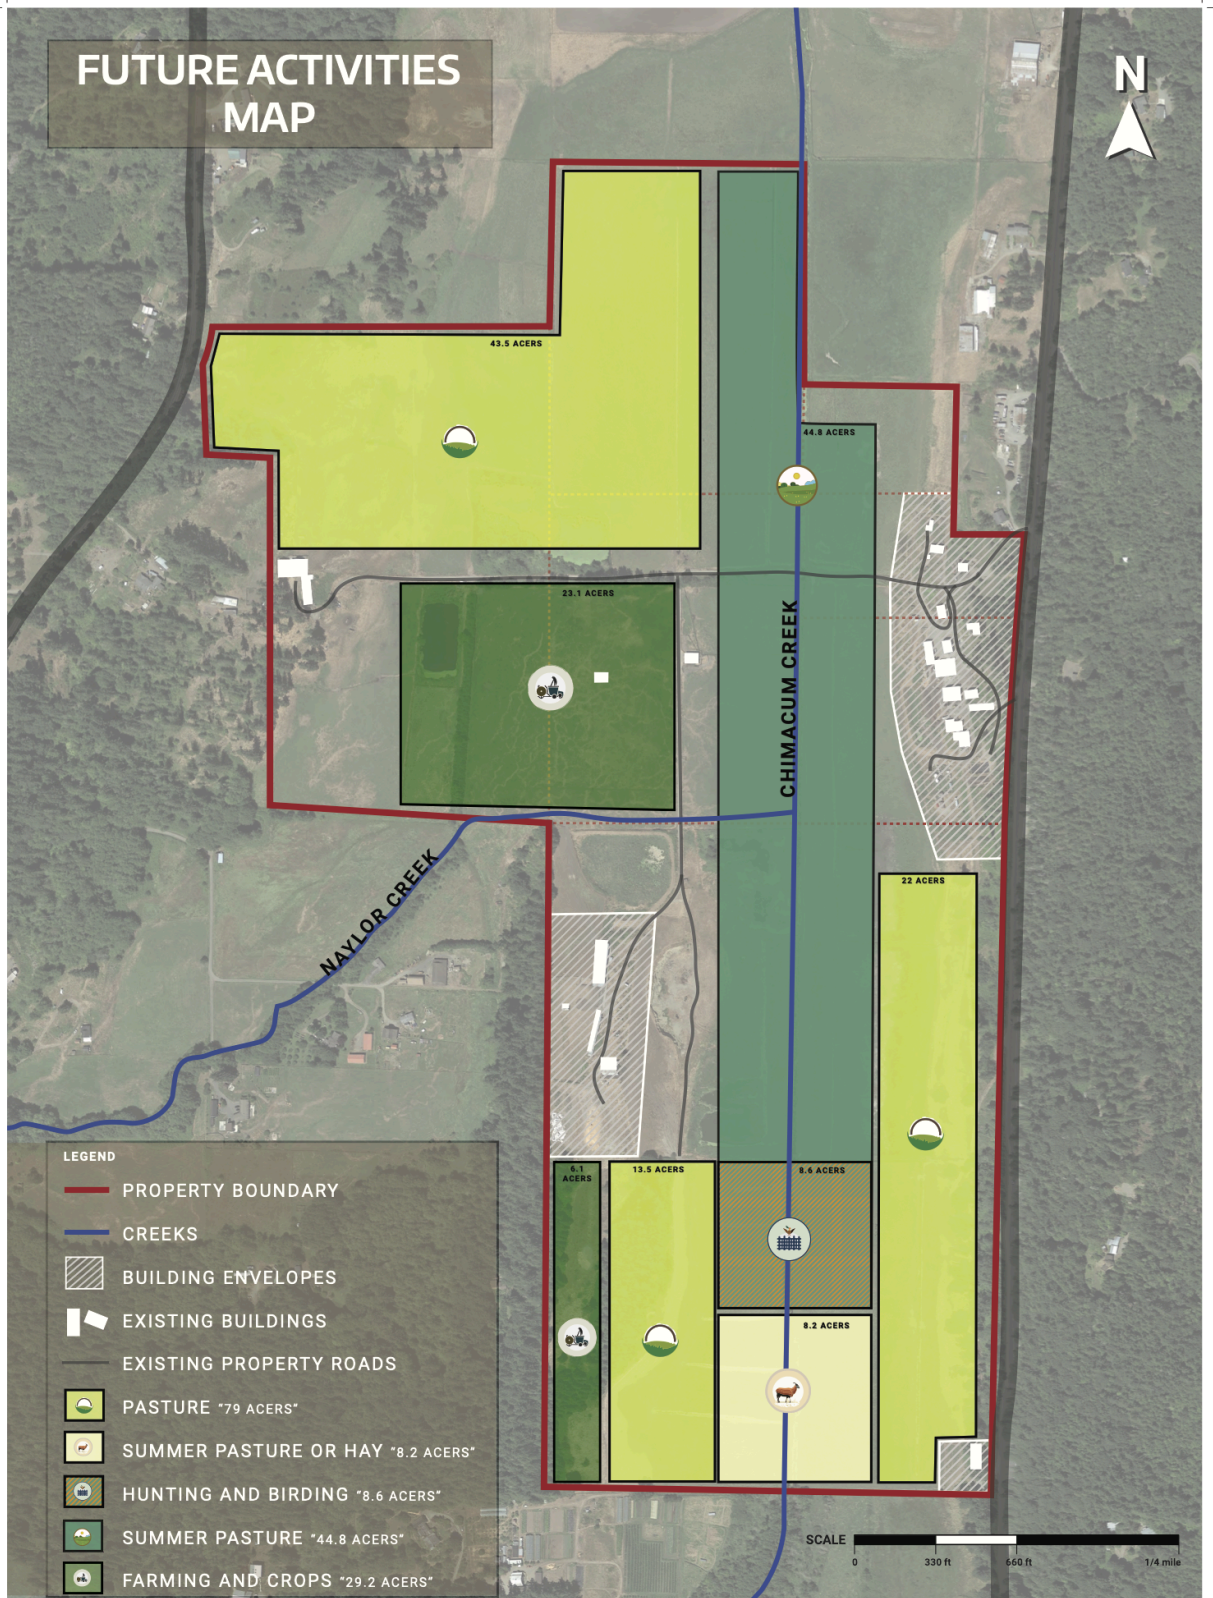 FUTURE ACTIVITIES
MAP
N
43.5 ACERS
44.8 ACERS
23.1 ACERS
CHIMACUM CREEK
NAYLOR CREEK
22 ACERS
6.1
ACERS
13.5 ACERS
8.6 ACERS
8.2 ACERS
LEGEND
PROPERTY BOUNDARY
CREEKS
BUILDING ENVELOPES
EXISTING BUILDINGS
EXISTING PROPERTY ROADS
PASTURE "79 ACERS"
SUMMER PASTURE OR HAY "8.2 ACERS"
HUNTING AND BIRDING "8.6 ACERS"
SUMMER PASTURE "44.8 ACERS"
FARMING AND CROPS "29.2 ACERS"
SCALE
0 330 ft 660 ft 1/4 mile